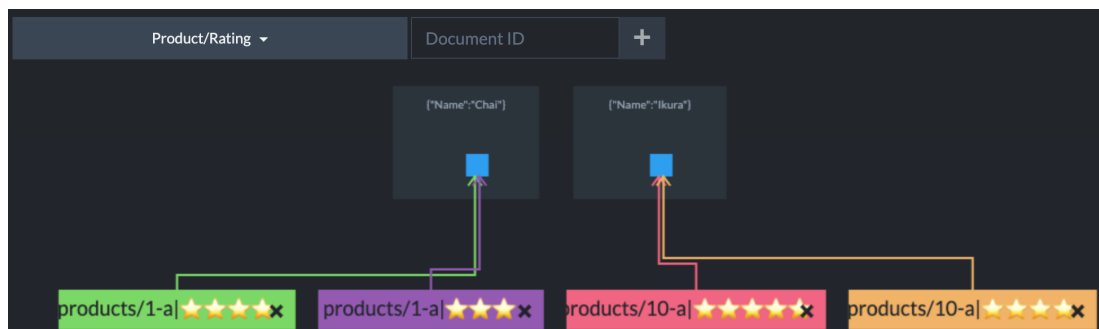 Product/Rating
Document ID
{"Name":"Chai"}
{"Name":"Ikura"}
products/1-a|⭐⭐⭐⭐
products/1-a|⭐⭐⭐
products/10-a|⭐⭐⭐⭐⭐
products/10-a|⭐⭐⭐⭐